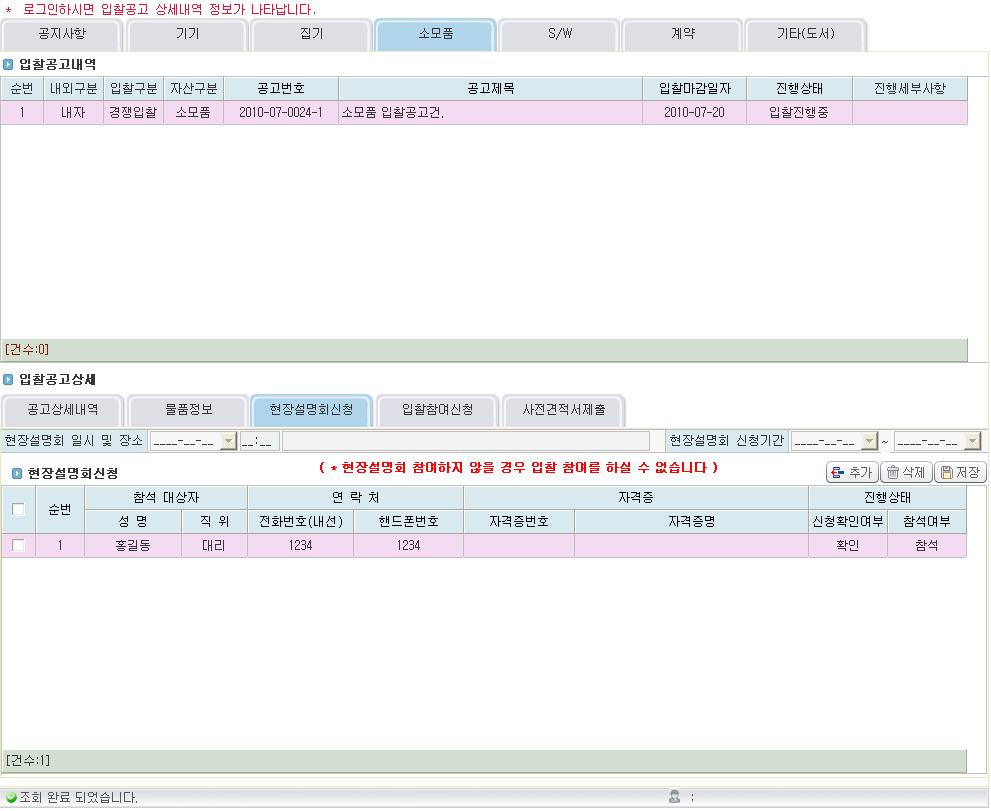 * 로그인하시면 입찰공고 상세내역 정보가 나타납니다.
공지사항 기기 집기 소모품 S/W 계약 기타(도서)
입찰공고내역
순번 내외구분 입찰구분 자산구분 공고번호 공고제목 입찰마감일자 진행상태 진행세부사항
1 내자 경쟁입찰 소모품 2010-07-0024-1 소모품 입찰공고건. 2010-07-20 입찰진행중
[건수:0]
입찰공고상세
공고상세내역 물품정보 현장설명회신청 입찰참여신청 사전견적서제출
현장설명회 일시 및 장소 ____-__-__ __:__ 현장설명회 신청기간 ____-__-__ ~ ____-__-__
현장설명회신청 ( * 현장설명회 참여하지 않을 경우 입찰 참여를 하실 수 없습니다 ) 추가 삭제 저장
순번 참석 대상자 연 락 처 자격증 진행상태
성 명 직 위 전화번호(내선) 핸드폰번호 자격증번호 자격증명 신청확인여부 참석여부
1 홍길동 대리 1234 1234 확인 참석
[건수:1]
조회 완료 되었습니다. :